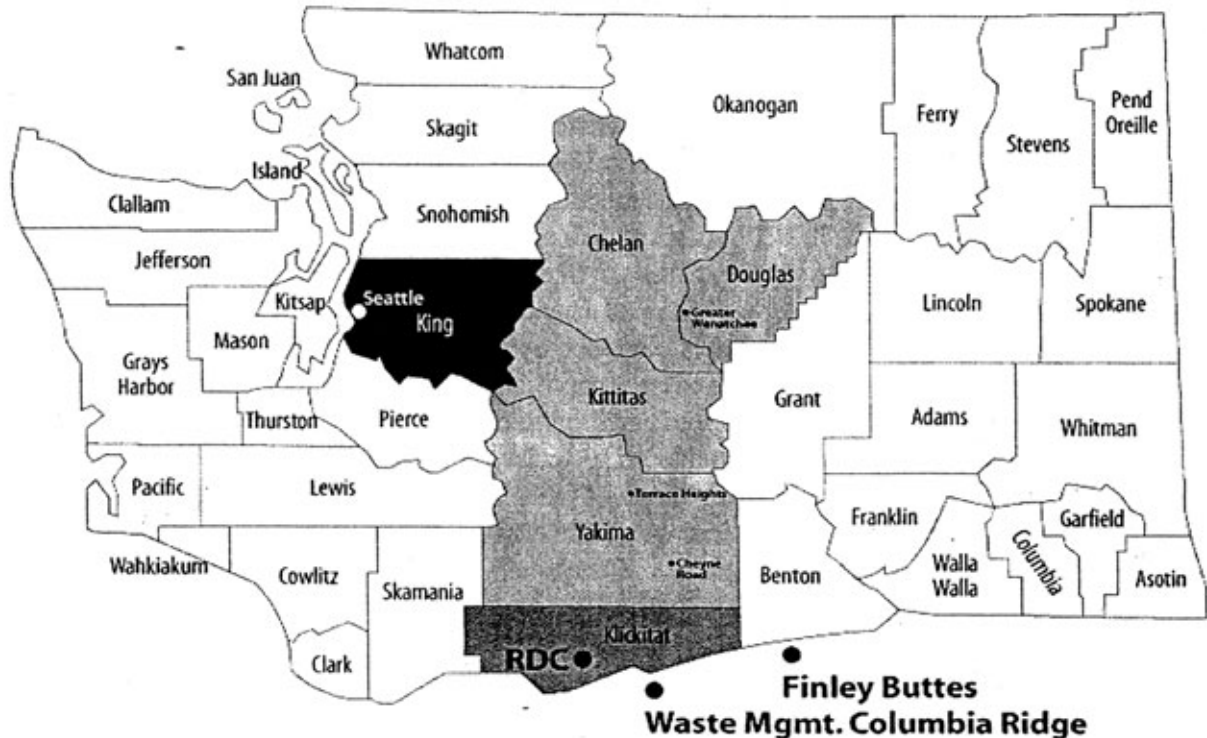 Whatcom
San Juan
Okanogan
Pend
Oreille
Ferry
Skagit
Stevens
Island
Clallam
Snohomish
Chelan
Jefferson
Douglas
Kitsap
Seattle
King
Greater
Wenatchee
Lincoln
Spokane
Mason
Grays
Harbor
Kittitas
Grant
Thurston
Pierce
Adams
Whitman
Pacific
Lewis
Terrace Heights
Franklin
Garfield
Yakima
Wahkiakum
Cowlitz
Skamania
Cheyne
Road
Benton
Walla
Walla
Columbia
Asotin
Klickitat
RDC
Clark
Finley Buttes
Waste Mgmt. Columbia Ridge